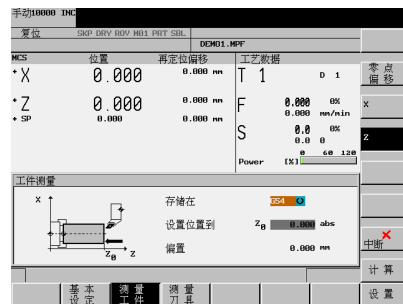 手动10000 INC
复位 SKP DRY ROV M01 PRT SBL
DEMO1.MPF
MCS 位置 再定位偏移 工艺数据
零点偏移
+ X 0.000 0.000 mm T 1 D 1
X
+ Z 0.000 0.000 mm F 0.000 0%
+ SP 0.000 0.000 mm 0.000 mm/min
Z
S 0.0 0%
0.0 0
0 60 120
Power [%]
工件测量
X
存储在 G54
设置位置到 Z0 0.000 abs
偏置 0.000 mm
Z0 Z
中断
计算
基本设定 测量工件 测量刀具 设置